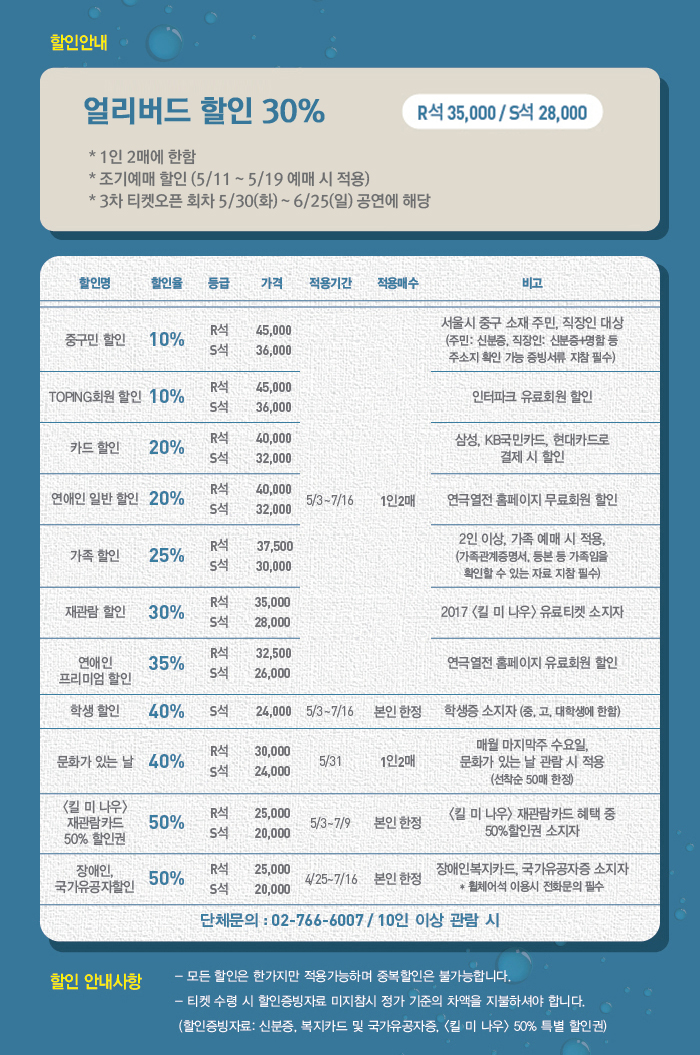 할인안내
얼리버드 할인 30%
R석 35,000 / S석 28,000
* 1인 2매에 한함
* 조기예매 할인 (5/11 ~ 5/19 예매 시 적용)
* 3차 티켓오픈 회차 5/30(화) ~ 6/25(일) 공연에 해당
할인명 할인율 등급 가격 적용기간 적용매수 비고
중구민 할인 10%
R석 45,000
S석 36,000
서울시 중구 소재 주민, 직장인 대상
(주민: 신분증, 직장인: 신분증+명함 등
주소지 확인 가능 증빙서류 지참 필수)
TOPING회원 할인 10%
R석 45,000
S석 36,000
인터파크 유료회원 할인
카드 할인 20%
R석 40,000
S석 32,000
삼성, KB국민카드, 현대카드로
결제 시 할인
연애인 일반 할인 20%
R석 40,000
S석 32,000
5/3~7/16 1인2매
연극열전 홈페이지 무료회원 할인
가족 할인 25%
R석 37,500
S석 30,000
2인 이상, 가족 예매 시 적용,
(가족관계증명서, 등본 등 가족임을
확인할 수 있는 자료 지참 필수)
재관람 할인 30%
R석 35,000
S석 28,000
2017 〈킬 미 나우〉 유료티켓 소지자
연애인
프리미엄 할인
35%
R석 32,500
S석 26,000
연극열전 홈페이지 유료회원 할인
학생 할인 40% S석 24,000 5/3~7/16 본인 한정 학생증 소지자 (중, 고, 대학생에 한함)
문화가 있는 날 40%
R석 30,000
S석 24,000
5/31 1인2매
매월 마지막주 수요일,
문화가 있는 날 관람 시 적용
(선착순 50매 한정)
〈킬 미 나우〉
재관람카드
50% 할인권
50%
R석 25,000
S석 20,000
5/3~7/9 본인 한정
〈킬 미 나우〉 재관람카드 혜택 중
50%할인권 소지자
장애인,
국가유공자할인
50%
R석 25,000
S석 20,000
4/25~7/16 본인 한정
장애인복지카드, 국가유공자증 소지자
* 휠체어석 이용시 전화문의 필수
단체문의 : 02-766-6007 / 10인 이상 관람 시
할인 안내사항
- 모든 할인은 한가지만 적용가능하며 중복할인은 불가능합니다.
- 티켓 수령 시 할인증빙자료 미지참시 정가 기준의 차액을 지불하셔야 합니다.
(할인증빙자료: 신분증, 복지카드 및 국가유공자증, 〈킬 미 나우〉 50% 특별 할인권)